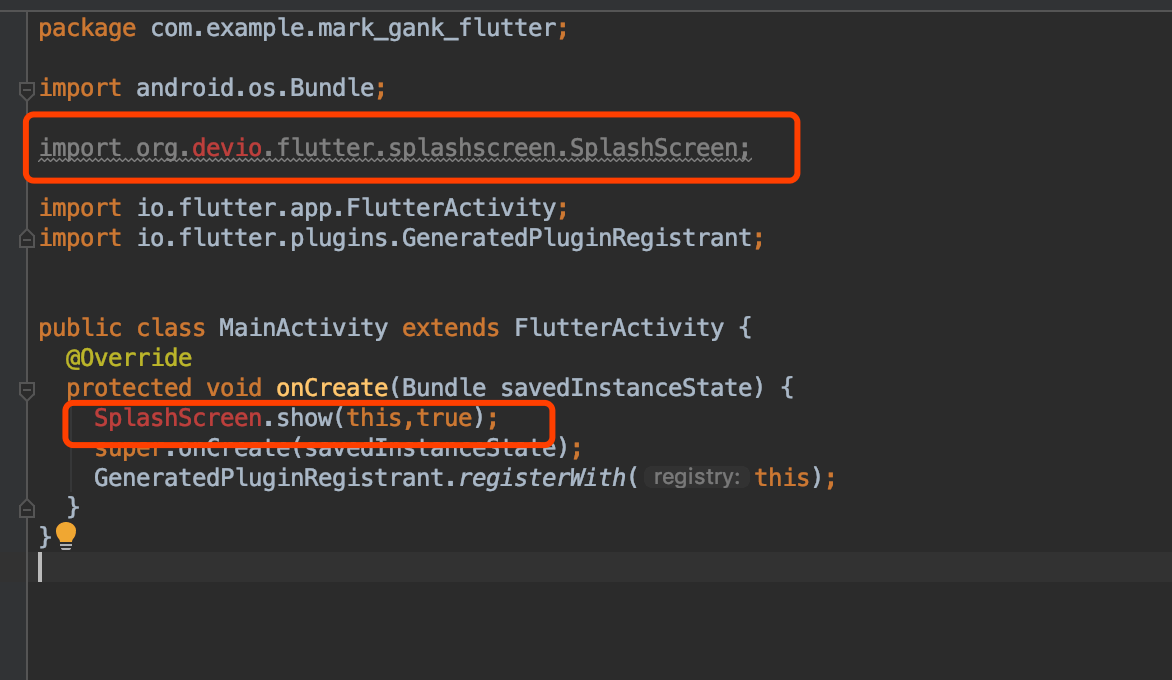 package com.example.mark_gank_flutter;
import android.os.Bundle;
import org.devio.flutter.splashscreen.SplashScreen;
import io.flutter.app.FlutterActivity;
import io.flutter.plugins.GeneratedPluginRegistrant;
public class MainActivity extends FlutterActivity {
@Override
protected void onCreate(Bundle savedInstanceState) {
SplashScreen.show(this,true);
super.onCreate(savedInstanceState);
GeneratedPluginRegistrant.registerWith( registry: this);
}
}